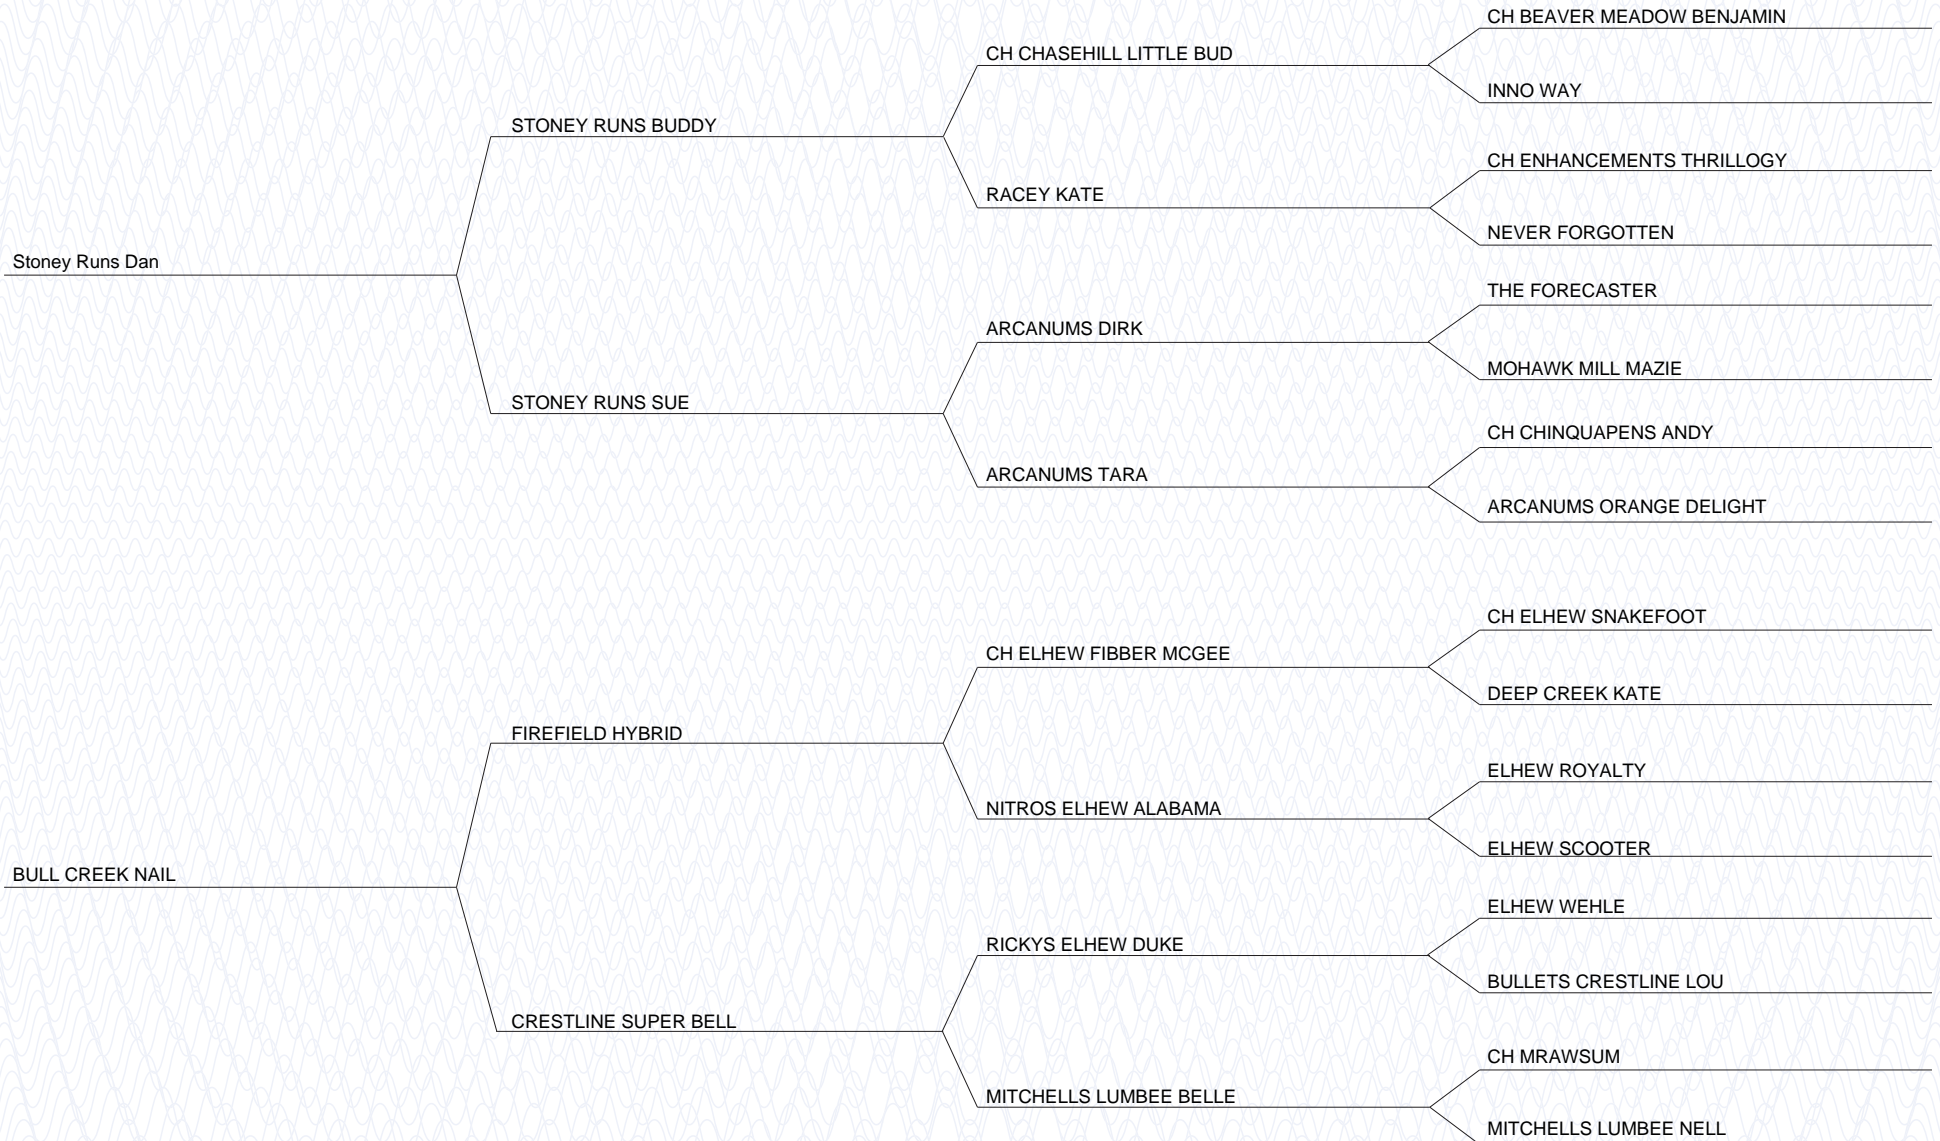 CH BEAVER MEADOW BENJAMIN
CH CHASEHILL LITTLE BUD
INNO WAY
STONEY RUNS BUDDY
CH ENHANCEMENTS THRILLOGY
RACEY KATE
NEVER FORGOTTEN
Stoney Runs Dan
THE FORECASTER
ARCANUMS DIRK
MOHAWK MILL MAZIE
STONEY RUNS SUE
CH CHINQUAPENS ANDY
ARCANUMS TARA
ARCANUMS ORANGE DELIGHT
CH ELHEW SNAKEFOOT
CH ELHEW FIBBER MCGEE
DEEP CREEK KATE
FIREFIELD HYBRID
ELHEW ROYALTY
NITROS ELHEW ALABAMA
ELHEW SCOOTER
BULL CREEK NAIL
ELHEW WEHLE
RICKYS ELHEW DUKE
BULLETS CRESTLINE LOU
CRESTLINE SUPER BELL
CH MRAWSUM
MITCHELLS LUMBEE BELLE
MITCHELLS LUMBEE NELL